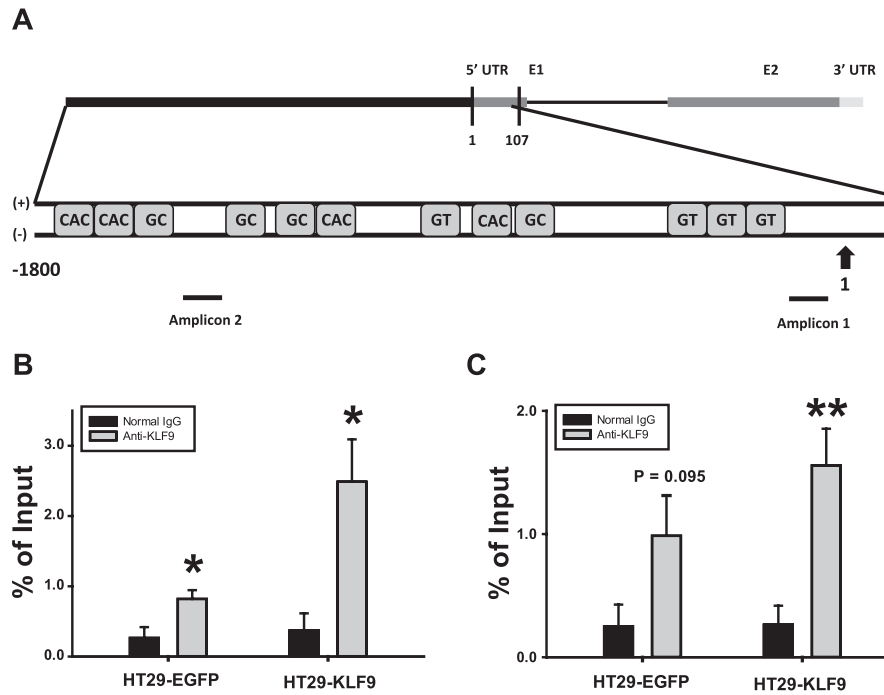 A
5' UTR E1 E2 3' UTR
1 107
(+)
CAC CAC GC GC GC CAC GT CAC GC GT GT GT
(-)
-1800
1
Amplicon 2
Amplicon 1
B
Normal IgG
Anti-KLF9
% of Input
3.0
2.0
1.0
0.0
*
*
HT29-EGFP
HT29-KLF9
C
Normal IgG
Anti-KLF9
% of Input
2.0
1.0
0.0
P = 0.095
**
HT29-EGFP
HT29-KLF9